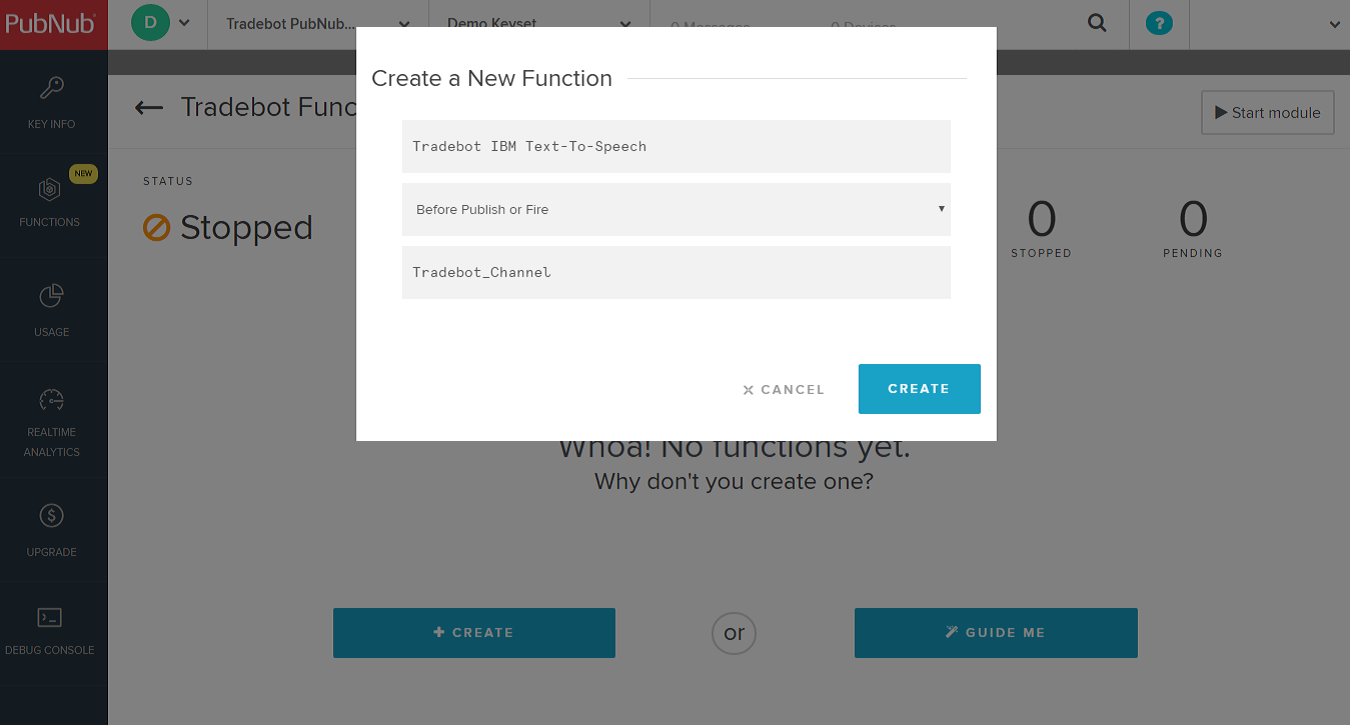 PubNub®
D
Tradebot PubNub...
Demo Keyset
0 Messages
0 Devices
?
KEY INFO
NEW
FUNCTIONS
USAGE
REALTIME
ANALYTICS
UPGRADE
DEBUG CONSOLE
Tradebot Func
Start module
STATUS
Stopped
0
STOPPED
0
PENDING
Create a New Function
Tradebot IBM Text-To-Speech
Before Publish or Fire
Tradebot_Channel
CANCEL
CREATE
Whoa! No functions yet.
Why don't you create one?
CREATE
or
GUIDE ME